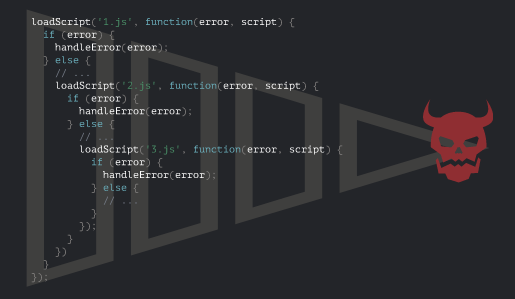 loadScript('1.js', function(error, script) {
  if (error) {
    handleError(error);
  } else {
    // ...
    loadScript('2.js', function(error, script) {
      if (error) {
        handleError(error);
      } else {
        // ...
        loadScript('3.js', function(error, script) {
          if (error) {
            handleError(error);
          } else {
            // ...
          }
        });
      }
    })
  }
});